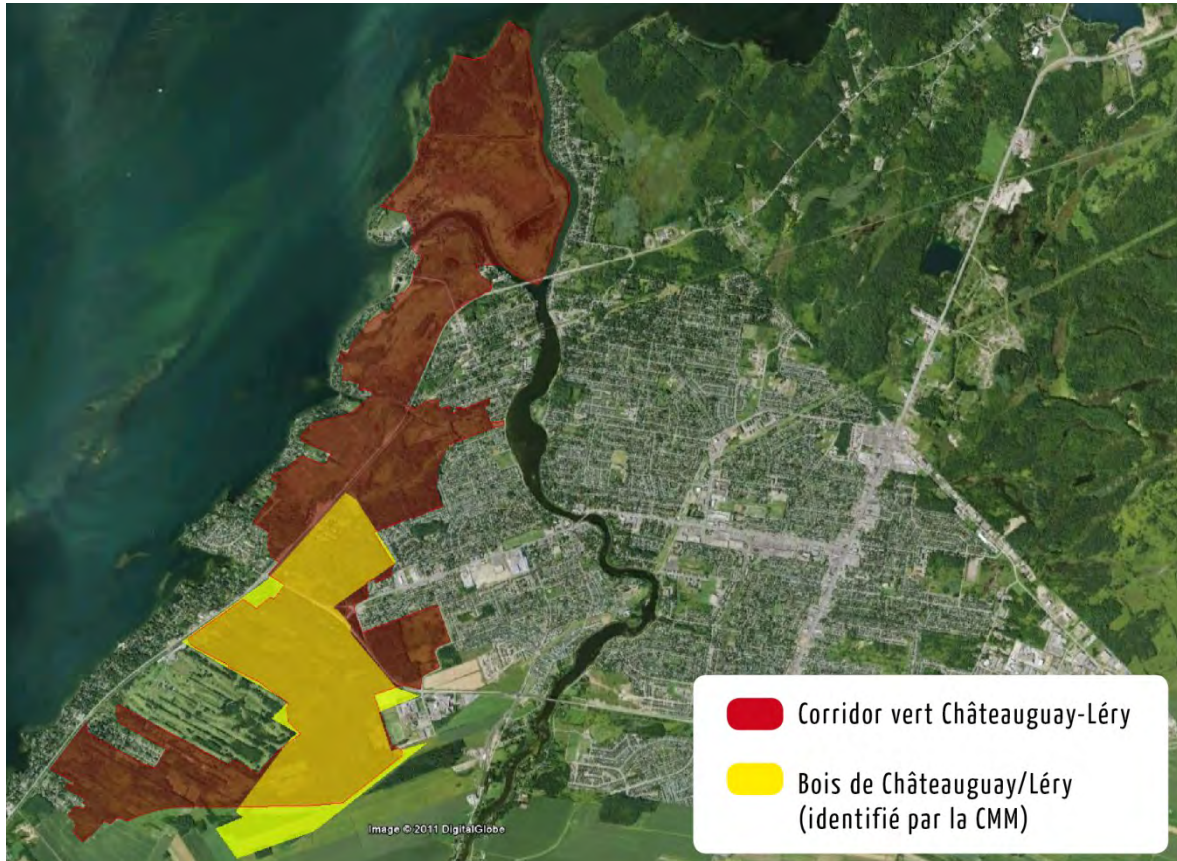 Corridor vert Châteauguay-Léry
Bois de Châteauguay/Léry
(identifié par la CMM)
Image © 2011 DigitalGlobe